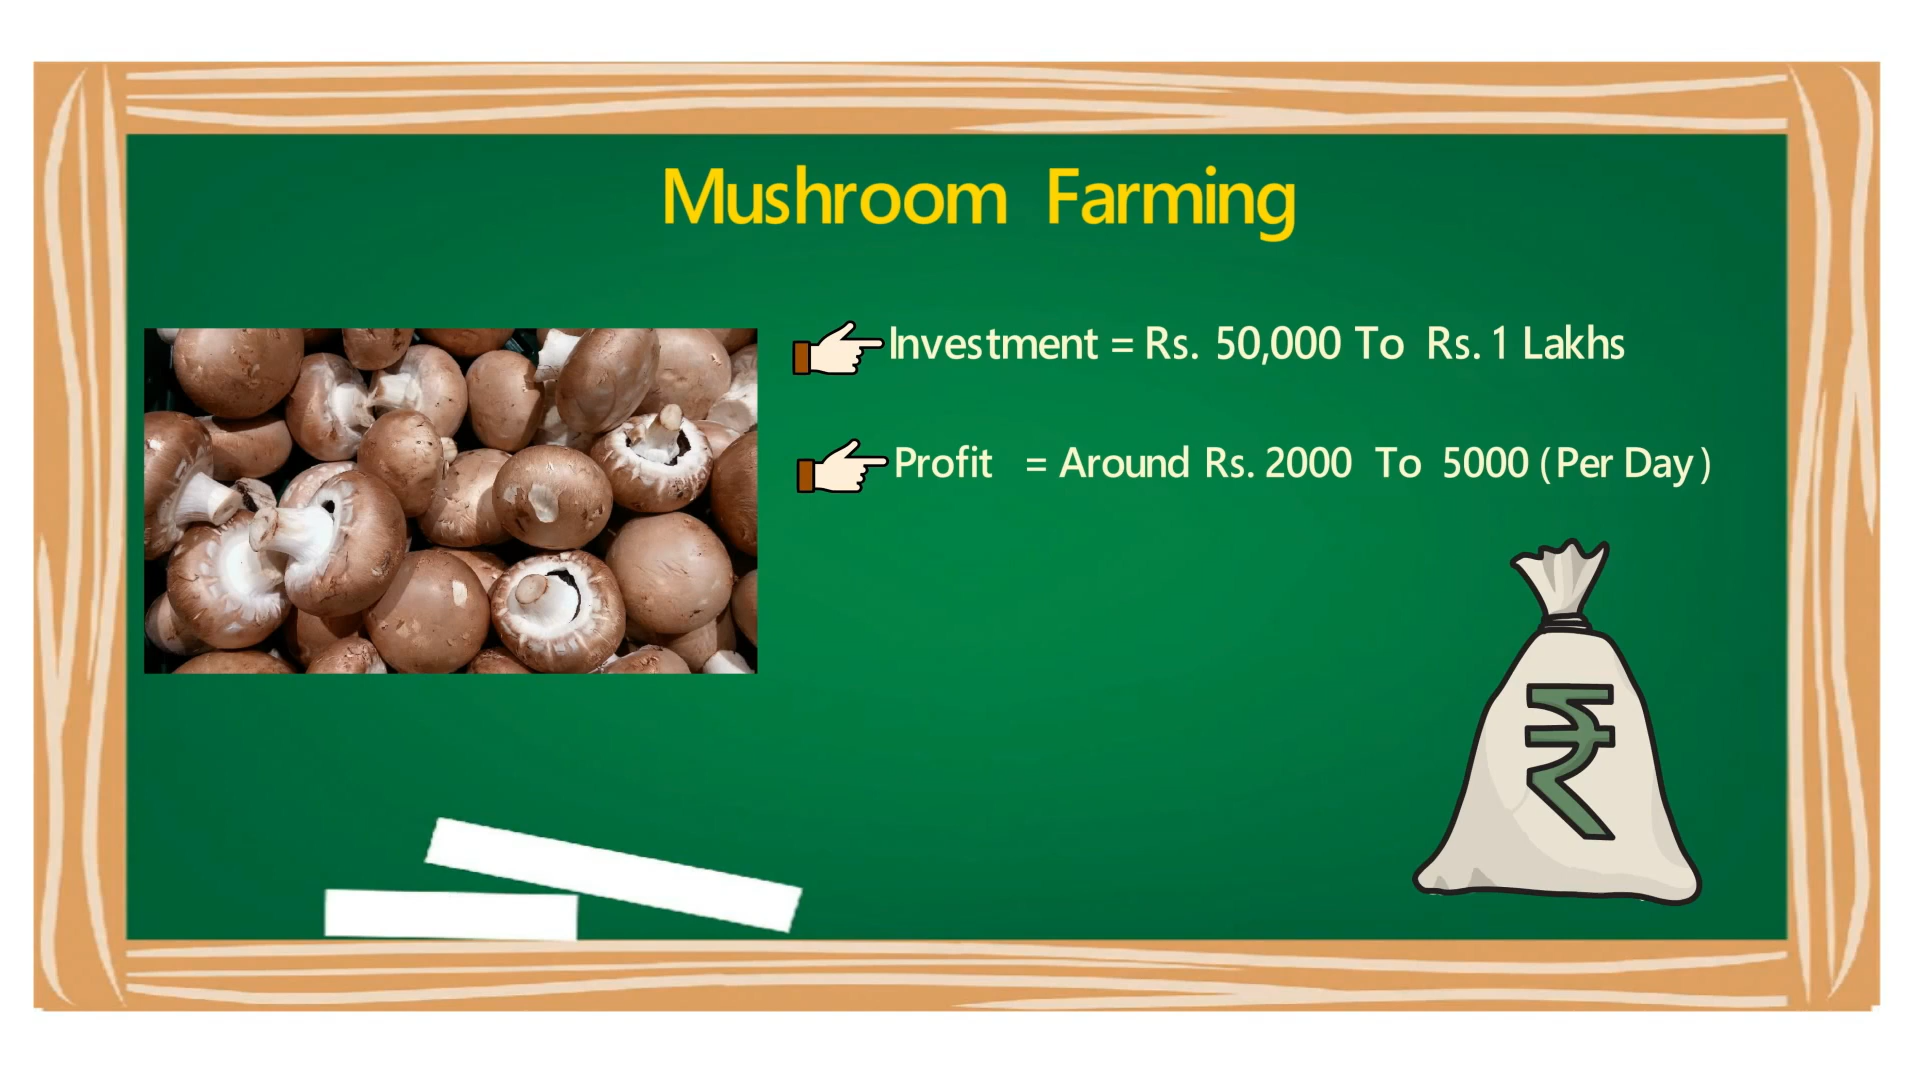 Mushroom Farming
Investment = Rs. 50,000 To Rs. 1 Lakhs
Profit = Around Rs. 2000 To 5000 (Per Day)
₹